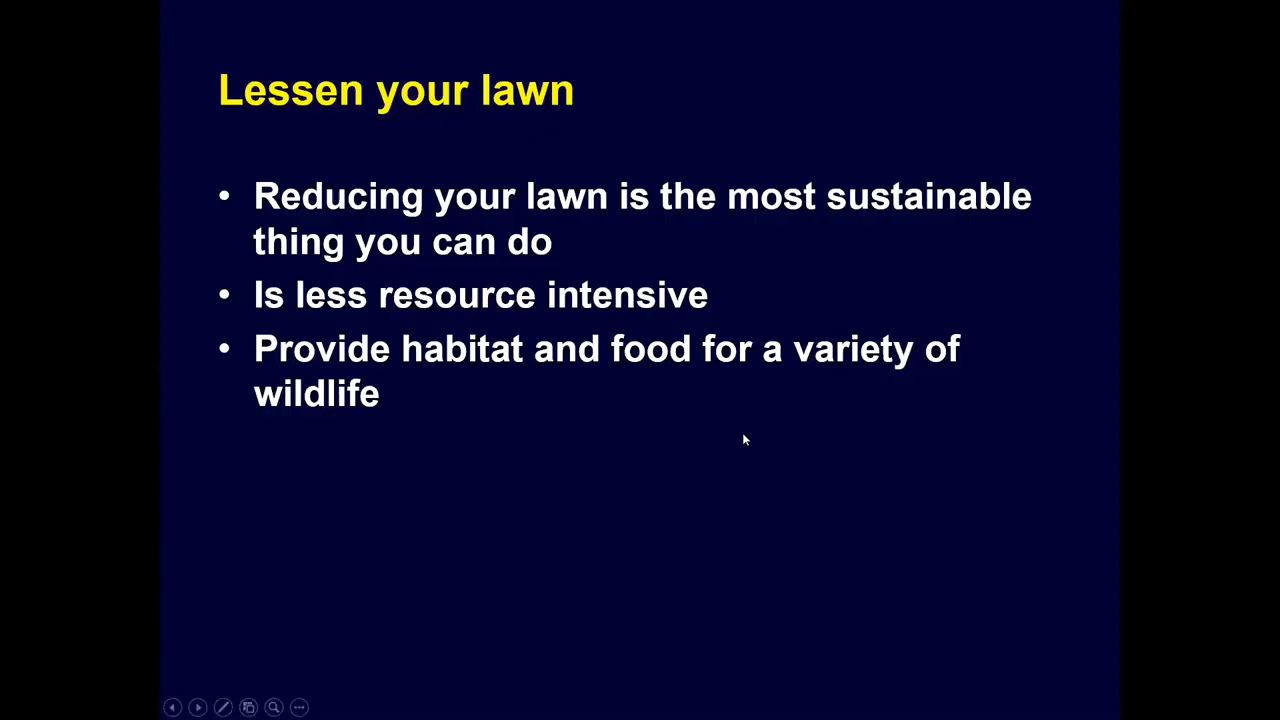 Lessen your lawn
• Reducing your lawn is the most sustainable
thing you can do
• Is less resource intensive
• Provide habitat and food for a variety of
wildlife